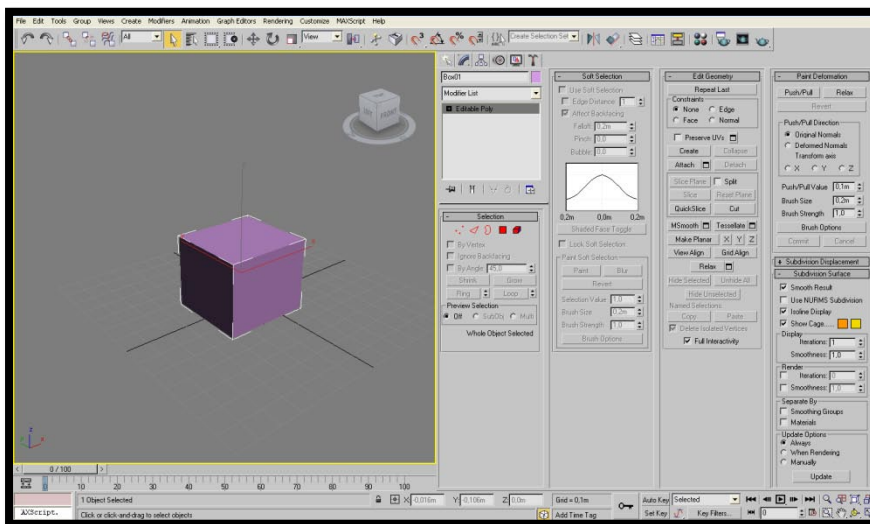 File Edit Tools Group Views Create Modifiers Animation Graph Editors Rendering Customize MAXScript Help
All
View
Create Selection Set
FRONT
Box01
Modifier List
Editable Poly
Selection
By Vertex
Ignore Backfacing
By Angle 45,0
Shrink Grow
Ring Loop
Preview Selection
Off SubObj Multi
Whole Object Selected
Soft Selection
Use Soft Selection
Edge Distance: 1
Affect Backfacing
Falloff: 0,2m
Pinch: 0,0
Bubble: 0,0
0,2m 0,0m 0,2m
Shaded Face Toggle
Lock Soft Selection
Paint Soft Selection
Paint Blur
Revert
Selection Value 1,0
Brush Size 0,2m
Brush Strength 1,0
Brush Options
Edit Geometry
Repeat Last
Constraints
None Edge
Face Normal
Preserve UVs
Create Collapse
Attach Detach
Slice Plane Split
Slice Reset Plane
QuickSlice Cut
MSmooth Tessellate
Make Planar X Y Z
View Align Grid Align
Relax
Hide Selected Unhide All
Hide Unselected
Named Selections:
Copy Paste
Delete Isolated Vertices
Full Interactivity
Paint Deformation
Push/Pull Relax
Revert
Push/Pull Direction
Original Normals
Deformed Normals
Transform axis
X Y Z
Push/Pull Value 0,1m
Brush Size 0,2m
Brush Strength 1,0
Brush Options
Commit Cancel
Subdivision Displacement
Subdivision Surface
Smooth Result
Use NURMS Subdivision
Isoline Display
Show Cage......
Display
Iterations: 1
Smoothness: 1,0
Render
Iterations: 0
Smoothness: 1,0
Separate By
Smoothing Groups
Materials
Update Options
Always
When Rendering
Manually
Update
0 / 100
0 10 20 30 40 50 60 70 80 90 100
1 Object Selected X: -0,016m Y: -0,106m Z: 0,0m Grid = 0,1m Auto Key Selected
AXScript. Click or click-and-drag to select objects Add Time Tag Set Key Key Filters... 0